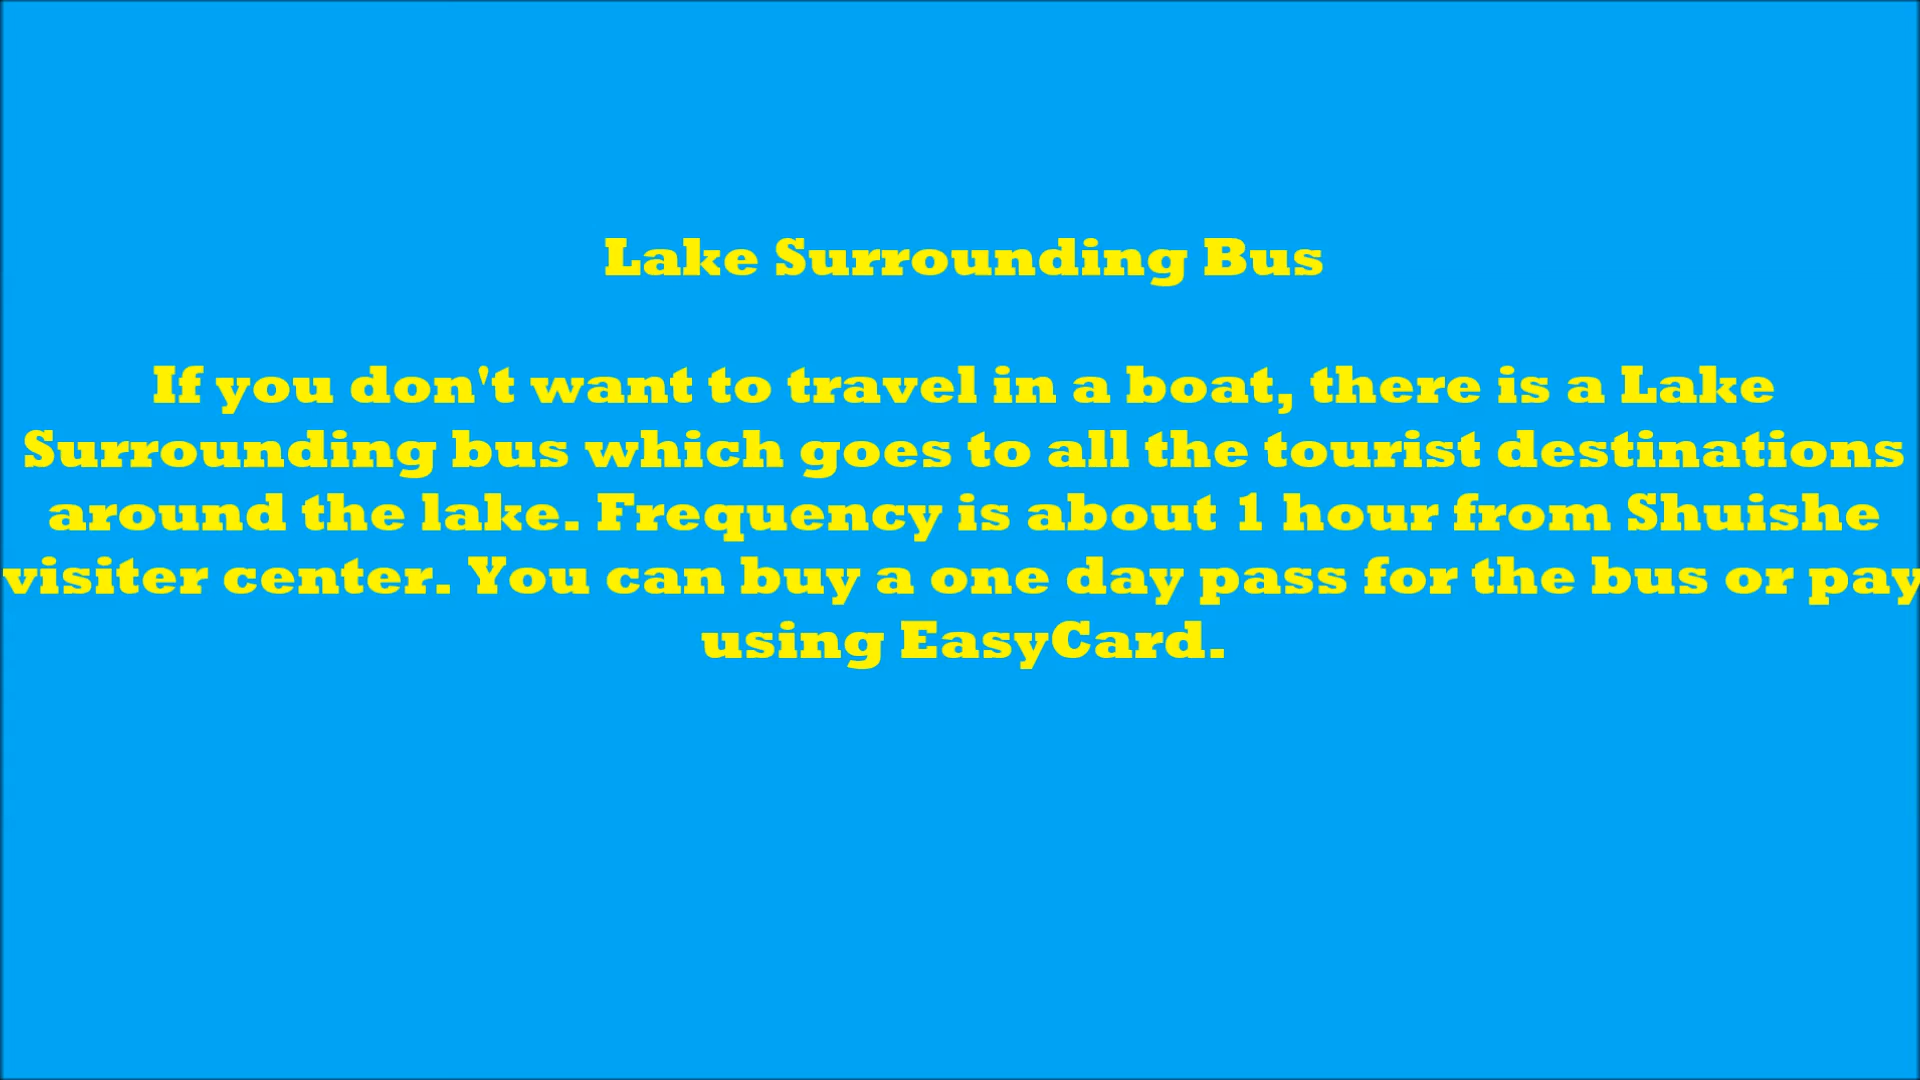 Lake Surrounding Bus
If you don't want to travel in a boat, there is a Lake
Surrounding bus which goes to all the tourist destinations
around the lake. Frequency is about 1 hour from Shuishe
visiter center. You can buy a one day pass for the bus or pay
using EasyCard.